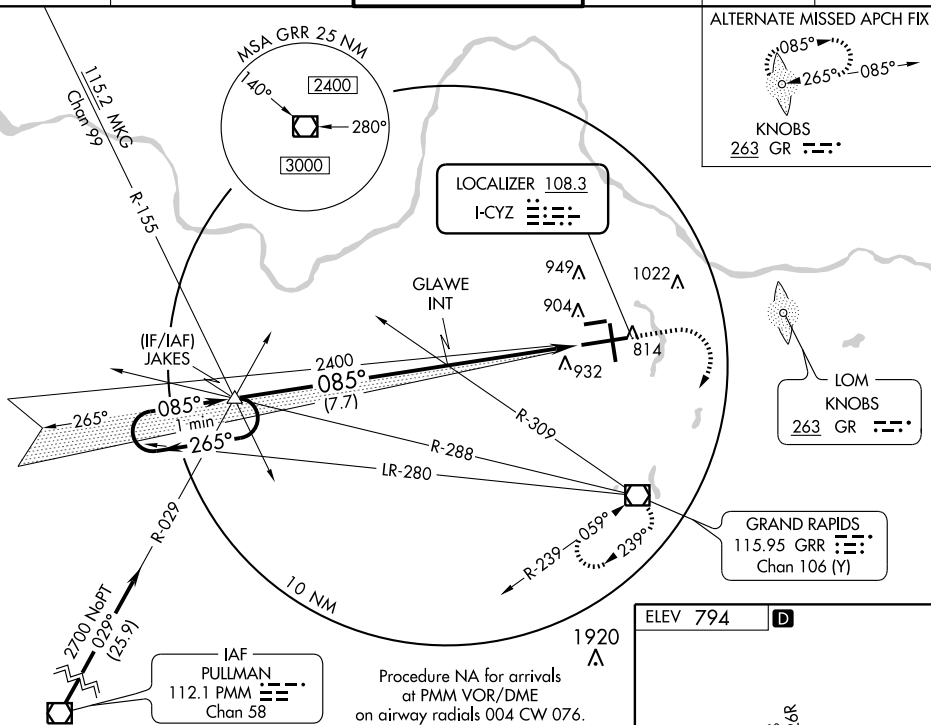 ALTERNATE MISSED APCH FIX
085°
265°
085°
KNOBS
263 GR
MSA GRR 25 NM
140°
2400
280°
3000
115.2 MKG
Chan 99
R-155
LOCALIZER 108.3
I-CYZ
949
1022
904
814
932
GLAWE
INT
(IF/IAF)
JAKES
2400
085°
(7.7)
265°
085°
1 min
265°
R-309
R-288
LR-280
LOM
KNOBS
263 GR
GRAND RAPIDS
115.95 GRR
Chan 106 (Y)
R-239
059°
239°
R-029
2700 NoPT
029°
(25.9)
10 NM
IAF
PULLMAN
112.1 PMM
Chan 58
1920
Procedure NA for arrivals
at PMM VOR/DME
on airway radials 004 CW 076.
ELEV 794
D